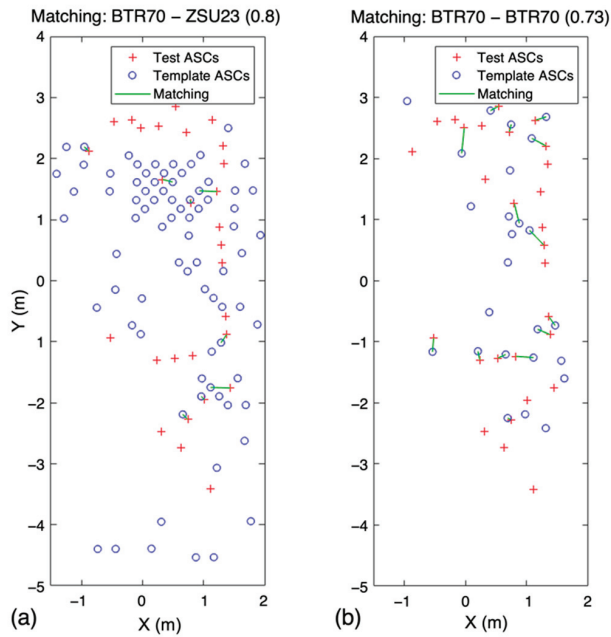 Matching: BTR70 – ZSU23 (0.8)
4
3
2
1
0
−1
−2
−3
−4
−5
Y (m)
Test ASCs
Template ASCs
Matching
−1
0
1
2
X (m)
(a)
Matching: BTR70 – BTR70 (0.73)
4
3
2
1
0
−1
−2
−3
−4
−5
Test ASCs
Template ASCs
Matching
−1
0
1
2
X (m)
(b)